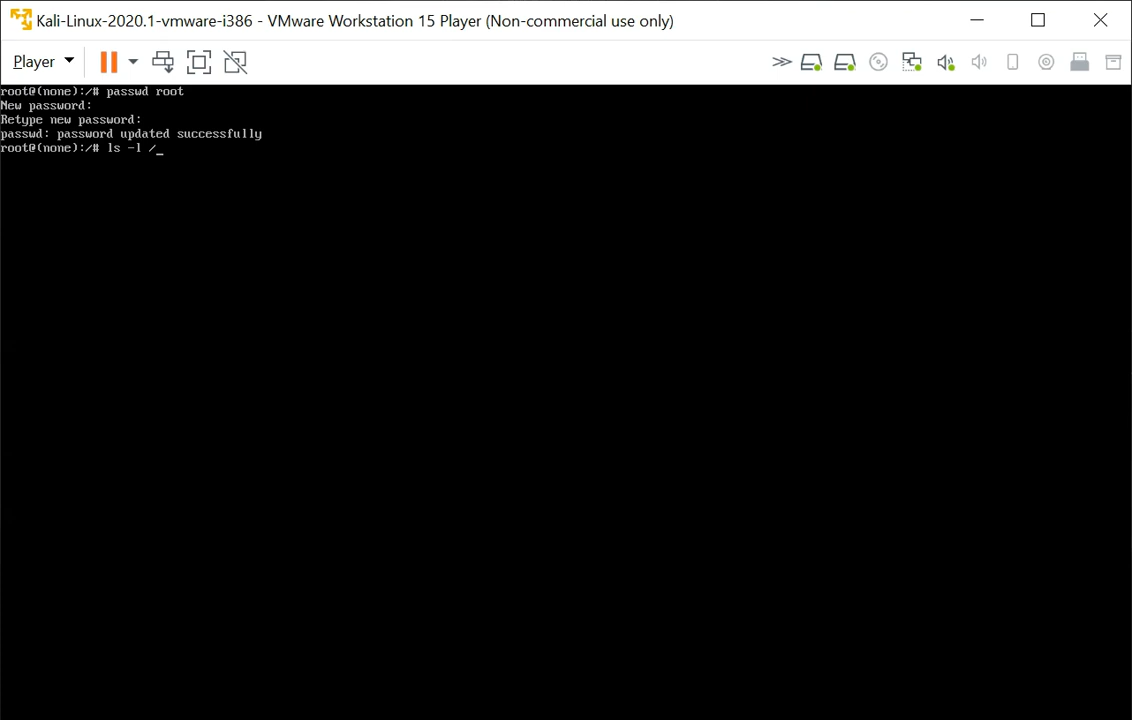 Kali-Linux-2020.1-vmware-i386 - VMware Workstation 15 Player (Non-commercial use only)
Player
root@(none):/# passwd root
New password:
Retype new password:
passwd: password updated successfully
root@(none):/# ls -l /_